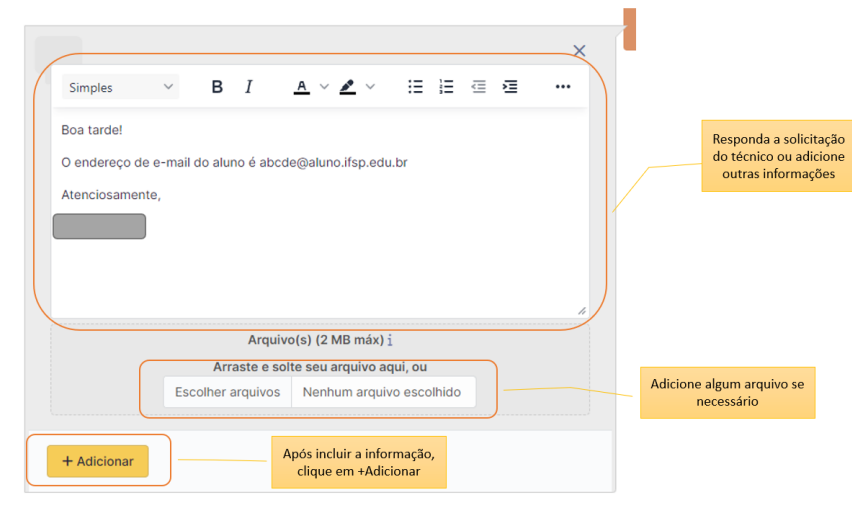 Simples
B I A
Boa tarde!
O endereço de e-mail do aluno é abcde@aluno.ifsp.edu.br
Atenciosamente,
Responda a solicitação
do técnico ou adicione
outras informações
Arquivo(s) (2 MB máx) i
Arraste e solte seu arquivo aqui, ou
Escolher arquivos Nenhum arquivo escolhido
Adicione algum arquivo se
necessário
+ Adicionar
Após incluir a informação,
clique em +Adicionar